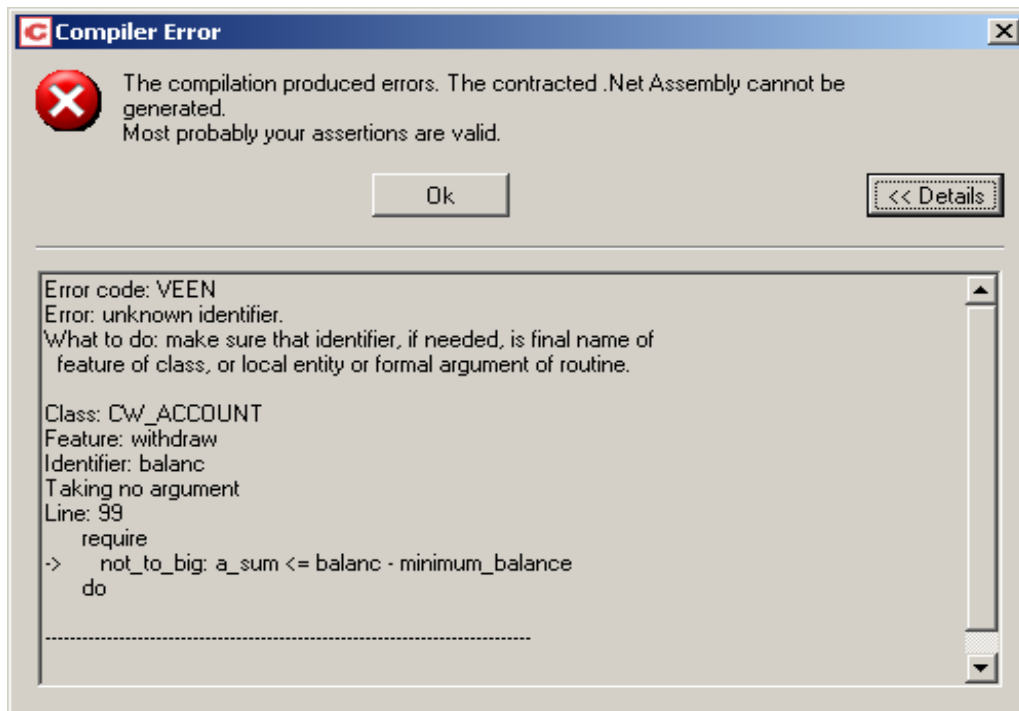 Compiler Error
The compilation produced errors. The contracted .Net Assembly cannot be
generated.
Most probably your assertions are valid.
Ok
<< Details
Error code: VEEN
Error: unknown identifier.
What to do: make sure that identifier, if needed, is final name of
feature of class, or local entity or formal argument of routine.
Class: CW_ACCOUNT
Feature: withdraw
Identifier: balanc
Taking no argument
Line: 99
require
-> not_to_big: a_sum <= balanc - minimum_balance
do
-----------------------------------------------------------------------